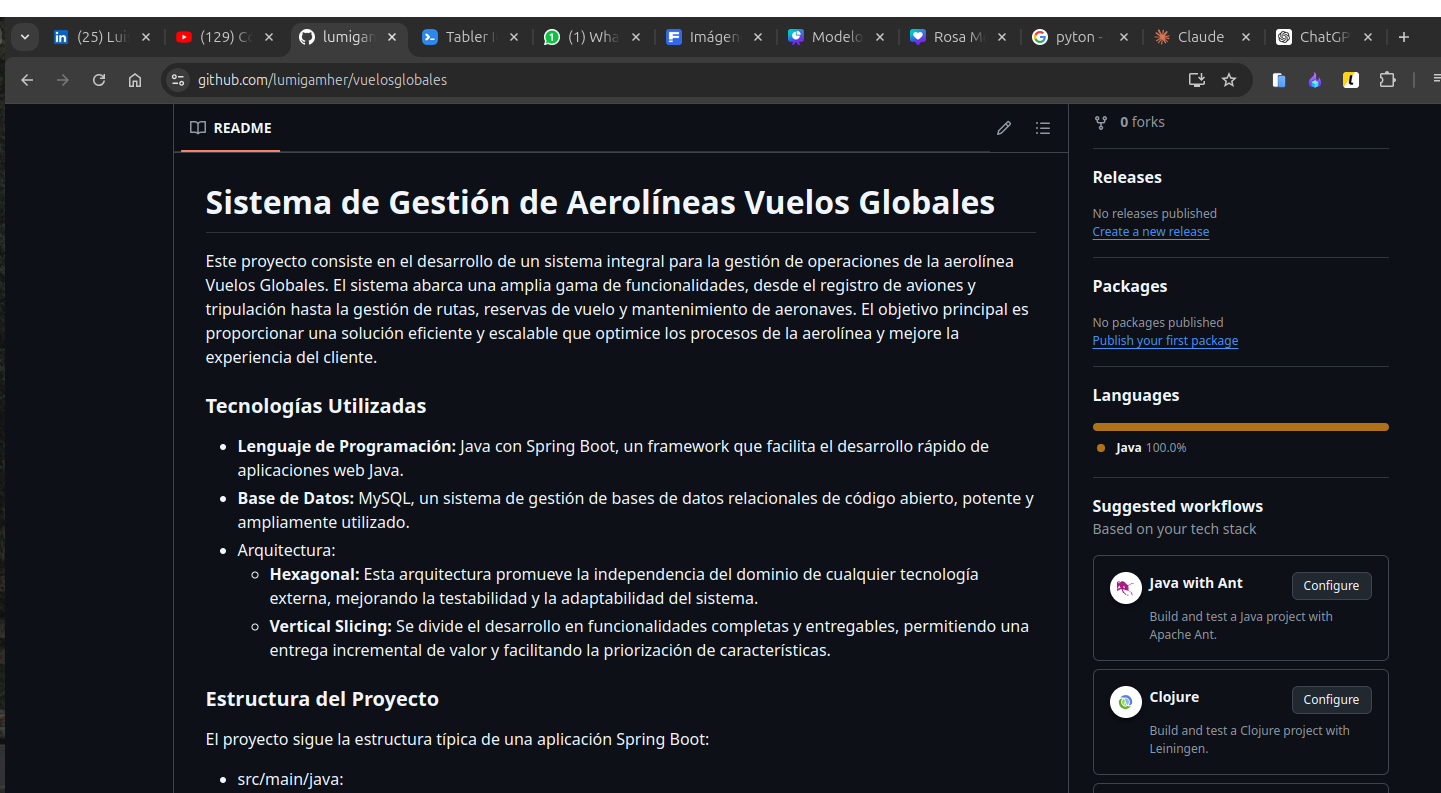 (25) Lui
(129) C
lumigam
Tabler
(1) Wha
Imágen
Modelo
Rosa M
pyton -
Claude
ChatGP
github.com/lumigamher/vuelosglobales
README
Sistema de Gestión de Aerolíneas Vuelos Globales
Este proyecto consiste en el desarrollo de un sistema integral para la gestión de operaciones de la aerolínea
Vuelos Globales. El sistema abarca una amplia gama de funcionalidades, desde el registro de aviones y
tripulación hasta la gestión de rutas, reservas de vuelo y mantenimiento de aeronaves. El objetivo principal es
proporcionar una solución eficiente y escalable que optimice los procesos de la aerolínea y mejore la
experiencia del cliente.
Tecnologías Utilizadas
Lenguaje de Programación: Java con Spring Boot, un framework que facilita el desarrollo rápido de
aplicaciones web Java.
Base de Datos: MySQL, un sistema de gestión de bases de datos relacionales de código abierto, potente y
ampliamente utilizado.
Arquitectura:
Hexagonal: Esta arquitectura promueve la independencia del dominio de cualquier tecnología
externa, mejorando la testabilidad y la adaptabilidad del sistema.
Vertical Slicing: Se divide el desarrollo en funcionalidades completas y entregables, permitiendo una
entrega incremental de valor y facilitando la priorización de características.
Estructura del Proyecto
El proyecto sigue la estructura típica de una aplicación Spring Boot:
src/main/java:
0 forks
Releases
No releases published
Create a new release
Packages
No packages published
Publish your first package
Languages
Java 100.0%
Suggested workflows
Based on your tech stack
Java with Ant
Configure
Build and test a Java project with
Apache Ant.
Clojure
Configure
Build and test a Clojure project with
Leiningen.